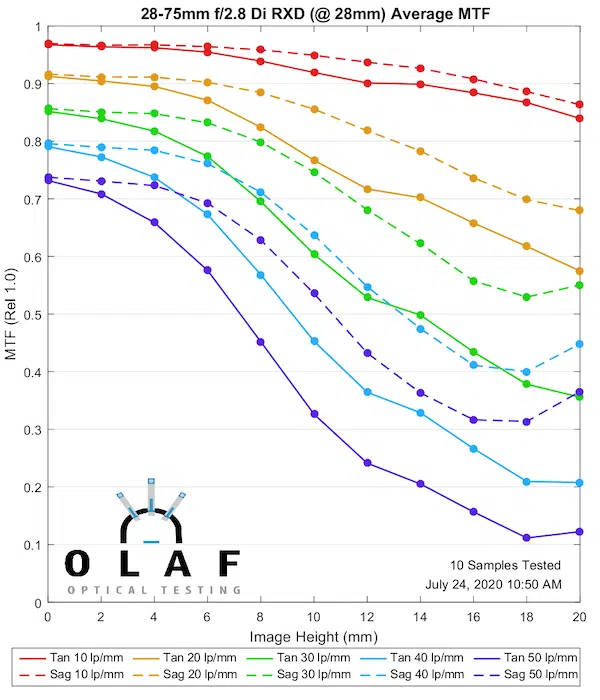 28-75mm f/2.8 Di RXD (@ 28mm) Average MTF
1
0.9
0.8
0.7
0.6
0.5
0.4
0.3
0.2
0.1
0
MTF (Rel 1.0)
OLAF
OPTICAL TESTING
10 Samples Tested
July 24, 2020 10:50 AM
0 2 4 6 8 10 12 14 16 18 20
Image Height (mm)
Tan 10 lp/mm Tan 20 lp/mm Tan 30 lp/mm Tan 40 lp/mm Tan 50 lp/mm
Sag 10 lp/mm Sag 20 lp/mm Sag 30 lp/mm Sag 40 lp/mm Sag 50 lp/mm